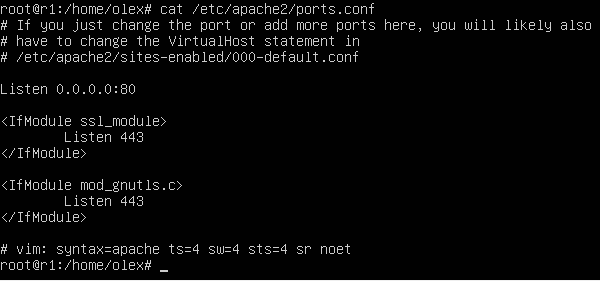 root@r1:/home/olex# cat /etc/apache2/ports.conf
# If you just change the port or add more ports here, you will likely also
# have to change the VirtualHost statement in
# /etc/apache2/sites-enabled/000-default.conf

Listen 0.0.0.0:80

<IfModule ssl_module>
        Listen 443
</IfModule>

<IfModule mod_gnutls.c>
        Listen 443
</IfModule>

# vim: syntax=apache ts=4 sw=4 sts=4 sr noet
root@r1:/home/olex# _